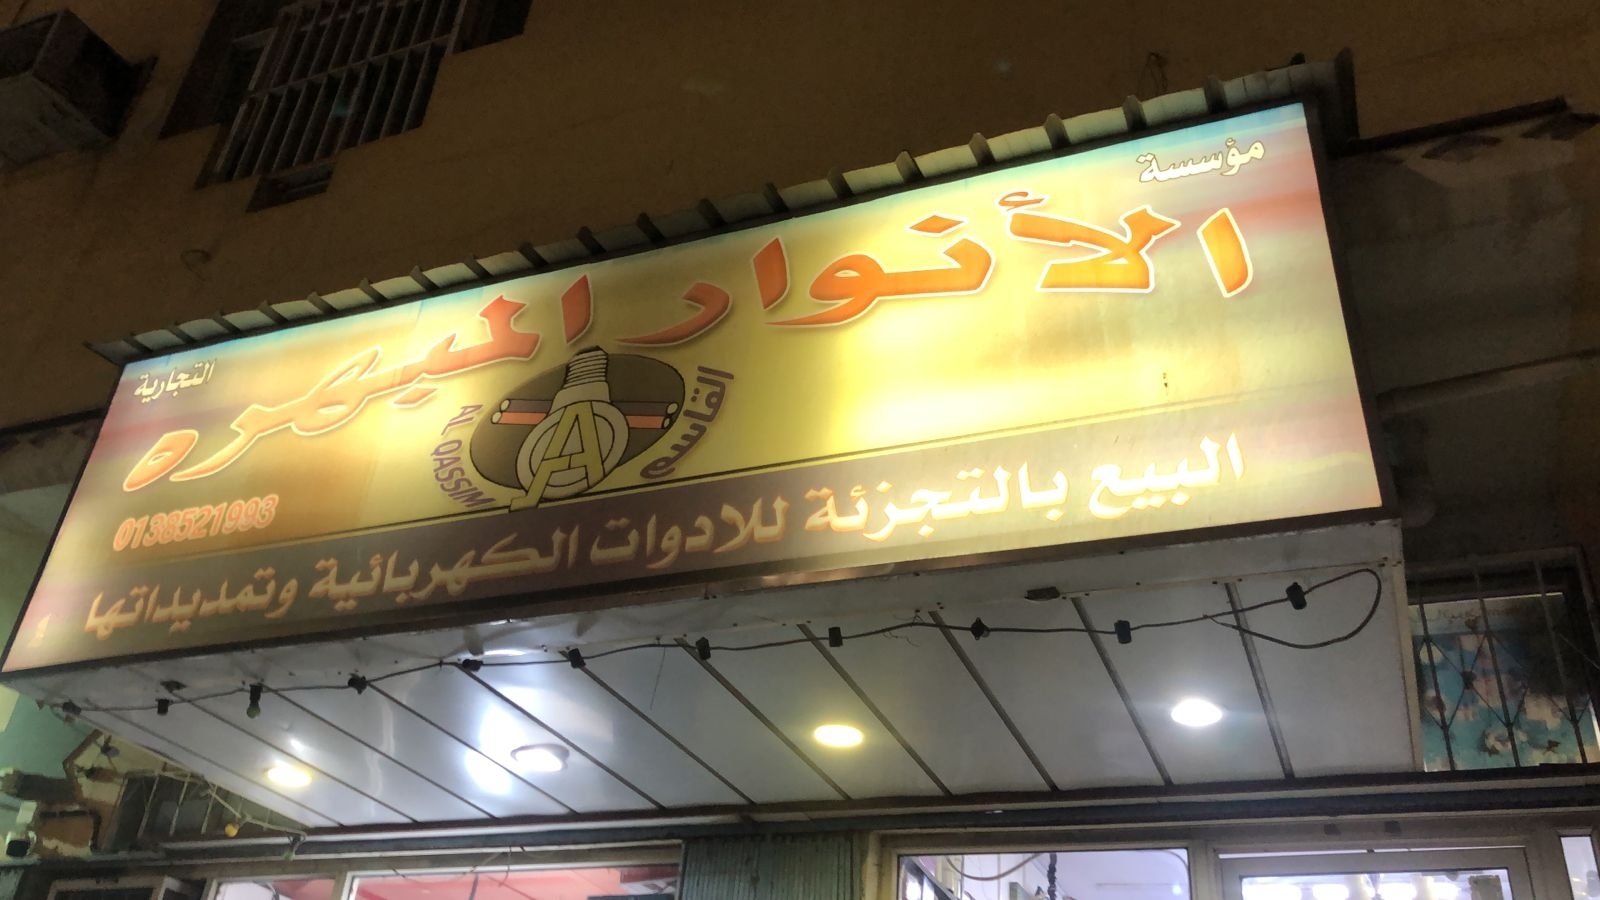 مؤسسة
الأنوار المبهره
التجارية
القاسم
AL QASSIM
0138521993
البيع بالتجزئة للادوات الكهربائية وتمديداتها